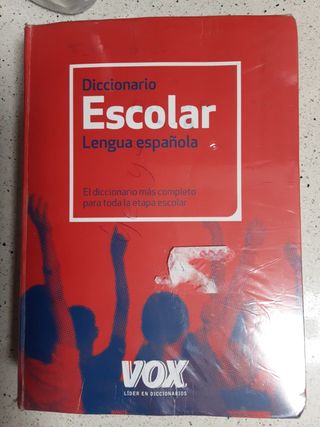 Diccionario
Escolar
Lengua española
El diccionario más completo
para toda la etapa escolar
VOX
LÍDER EN DICCIONARIOS